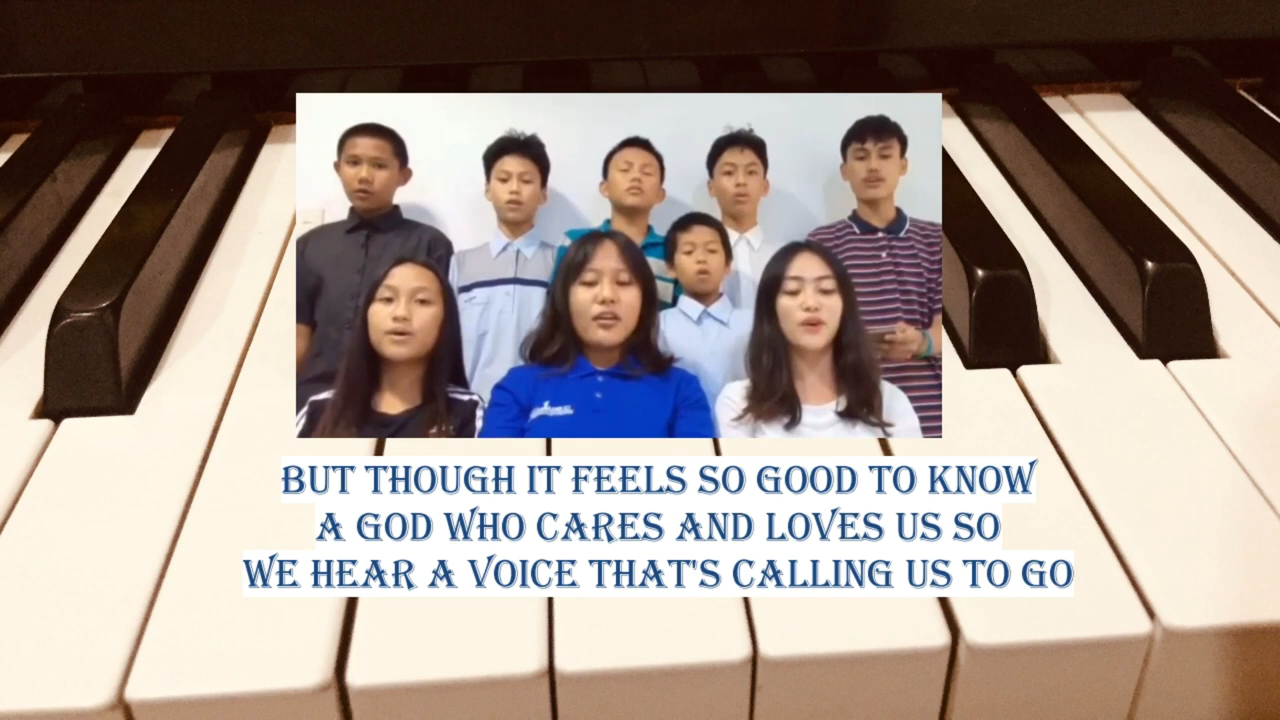 BUT THOUGH IT FEELS SO GOOD TO KNOW
A GOD WHO CARES AND LOVES US SO
WE HEAR A VOICE THAT'S CALLING US TO GO